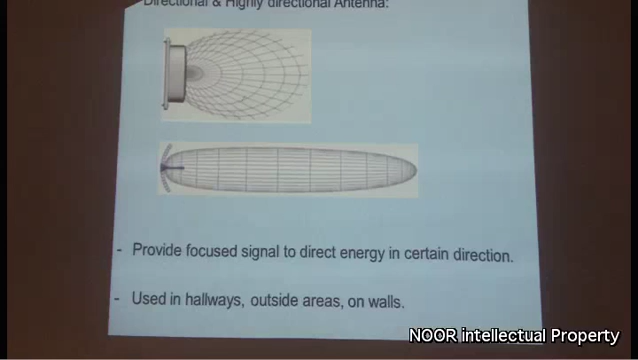 Directional & Highly directional Antenna:
- Provide focused signal to direct energy in certain direction.
- Used in hallways, outside areas, on walls.
NOOR intellectual Property